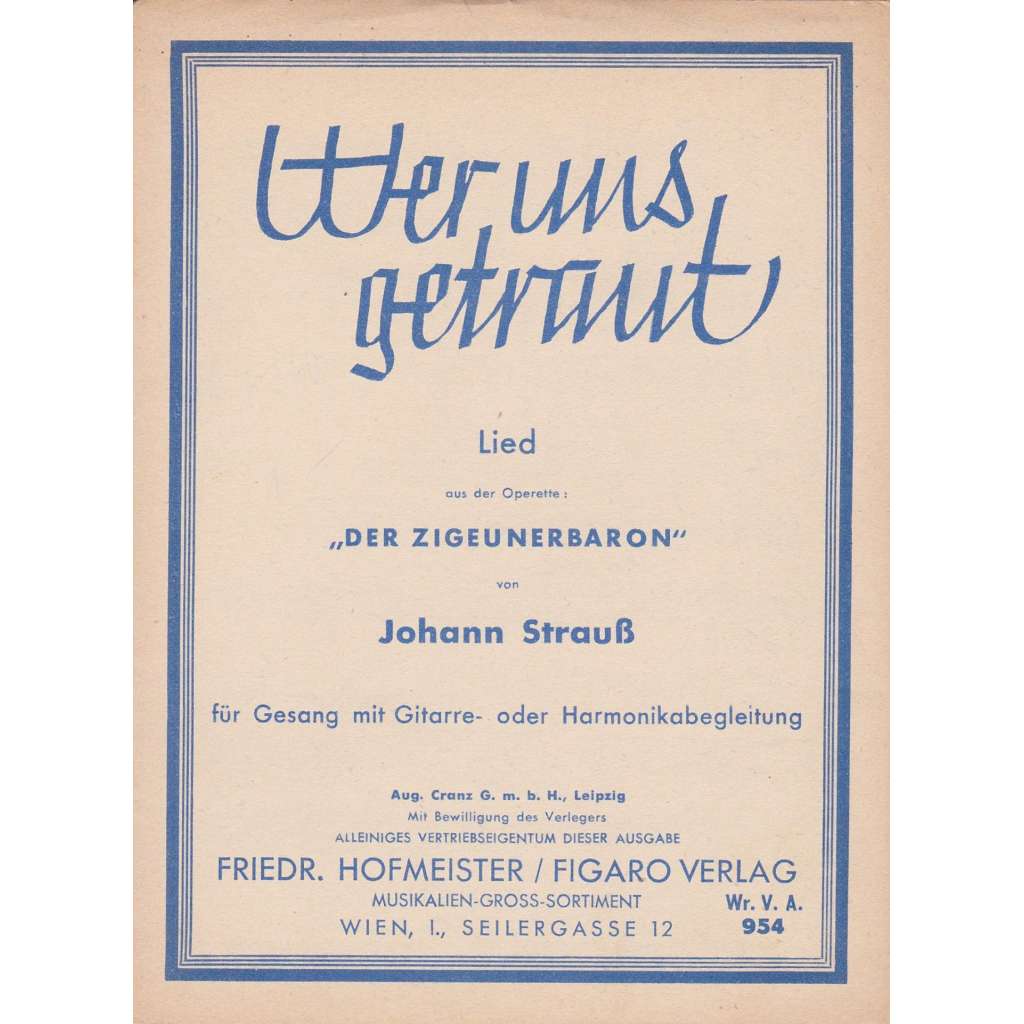 Wer uns
getraut
Lied
aus der Operette:
„DER ZIGEUNERBARON“
von
Johann Strauß
für Gesang mit Gitarre- oder Harmonikabegleitung
Aug. Cranz G. m. b. H., Leipzig
Mit Bewilligung des Verlegers
ALLEINIGES VERTRIEBSEIGENTUM DIESER AUSGABE
FRIEDR. HOFMEISTER / FIGARO VERLAG
MUSIKALIEN-GROSS-SORTIMENT
WIEN, I., SEILERGASSE 12
Wr. V. A.
954